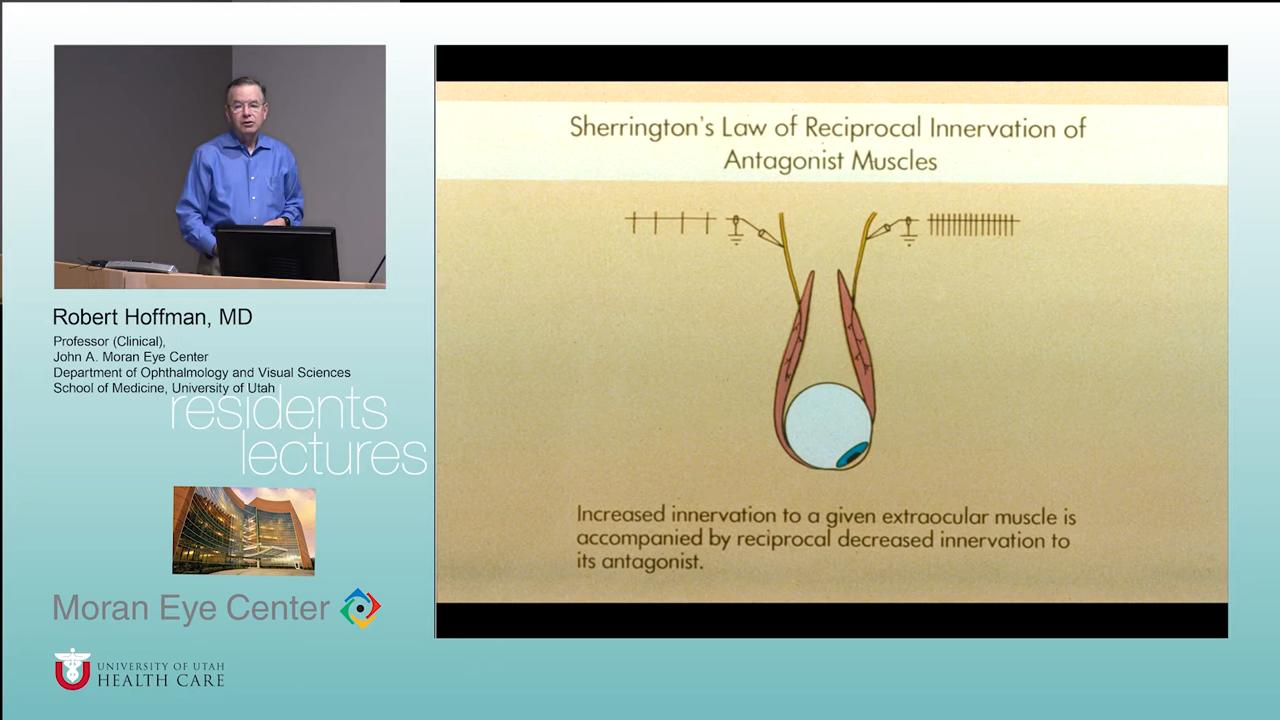 Sherrington's Law of Reciprocal Innervation of
Antagonist Muscles
Increased innervation to a given extraocular muscle is
accompanied by reciprocal decreased innervation to
its antagonist.
Robert Hoffman, MD
Professor (Clinical),
John A. Moran Eye Center
Department of Ophthalmology and Visual Sciences
School of Medicine, University of Utah
residents
lectures
Moran Eye Center
UNIVERSITY OF UTAH
HEALTH CARE